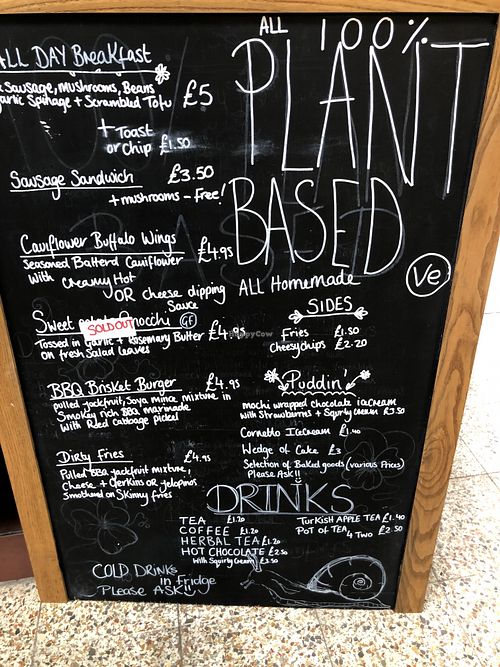 ALL DAY BreakFast
Sausage, mushrooms, Beans
Garlic Spinage + Scrambled Tofu £5
+ Toast
or chip £1.50
Sausage Sandwich £3.50
+ mushrooms - Free!
Cauliflower Buffalo Wings £4.95
Seasoned Batterd Cauliflower
with creamy Hot
OR cheese dipping
Sauce
Sweet potato Gnocchi GF
SOLD OUT
Tossed in Garlic + Rosemary Butter £4.95
on fresh Salad leaves
BBQ Brisket Burger £4.95
pulled jackfruit, Soya mince mixture in
Smokey rich BBQ marinade
With Red cabbage pickel
Dirty Fries £4.95
Pulled BBQ jackfruit mixture,
Cheese + Gerkins or jelopinos
Smothered on Skinny fries
ALL 100%
PLANT
BASED
Ve
ALL Homemade
SIDES
Fries £1.50
Cheesy chips £2.20
Puddin'
mochi wrapped chocolate icecream
with Strawberries + Squirty cream £3.50
Cornetto Icecream £1.40
Wedge of Cake £3
Selection of Baked goods (various Prices)
Please Ask!!
DRINKS
TEA £1.20
COFFEE £1.20
HERBAL TEA £1.20
HOT CHOCOLATE £2.50
with Squirty cream £3.50
Turkish APPLE TEA £1.40
Pot of TEA 4 Two £2.50
COLD DRINKS
in fridge
Please ASK!!
HappyCow